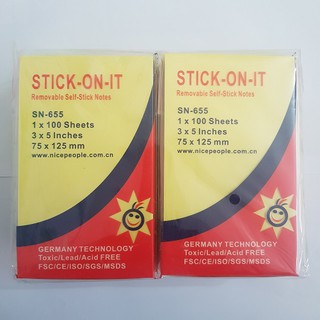 STICK-ON-IT
Removable Self-Stick Notes
SN-655
1 x 100 Sheets
3 x 5 Inches
75 x 125 mm
www.nicepeople.com.cn
GERMANY TECHNOLOGY
Toxic/Lead/Acid FREE
FSC/CE/ISO/SGS/MSDS
STICK-ON-IT
Removable Self-Stick Notes
SN-655
1 x 100 Sheets
3 x 5 Inches
75 x 125 mm
www.nicepeople.com.cn
GERMANY TECHNOLOGY
Toxic/Lead/Acid FREE
FSC/CE/ISO/SGS/MSDS